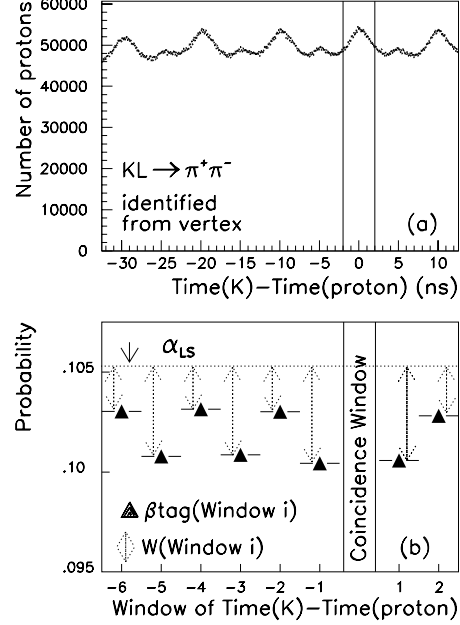 Number of protons
60000
50000
40000
30000
20000
10000
0
KL → π⁺π⁻
identified
from vertex
(a)
−30 −25 −20 −15 −10 −5 0 5 10
Time(K)−Time(proton) (ns)
Probability
.105
.10
.095
α_LS
βtag(Window i)
W(Window i)
Coincidence Window
(b)
−6 −5 −4 −3 −2 −1 1 2
Window of Time(K)−Time(proton)